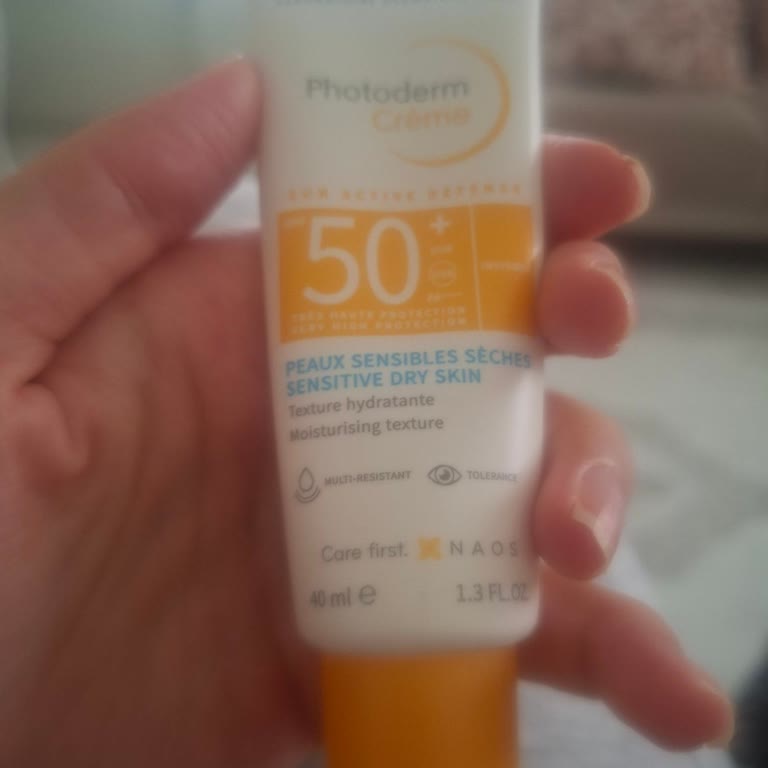 Photoderm
Crème
SUN ACTIVE DEFENSE
50+
TRÈS HAUTE PROTECTION
VERY HIGH PROTECTION
PEAUX SENSIBLES SÈCHES
SENSITIVE DRY SKIN
Texture hydratante
Moisturising texture
MULTI-RESISTANT TOLERANCE
Care first. NAOS
40 ml e 1.3 FL.OZ